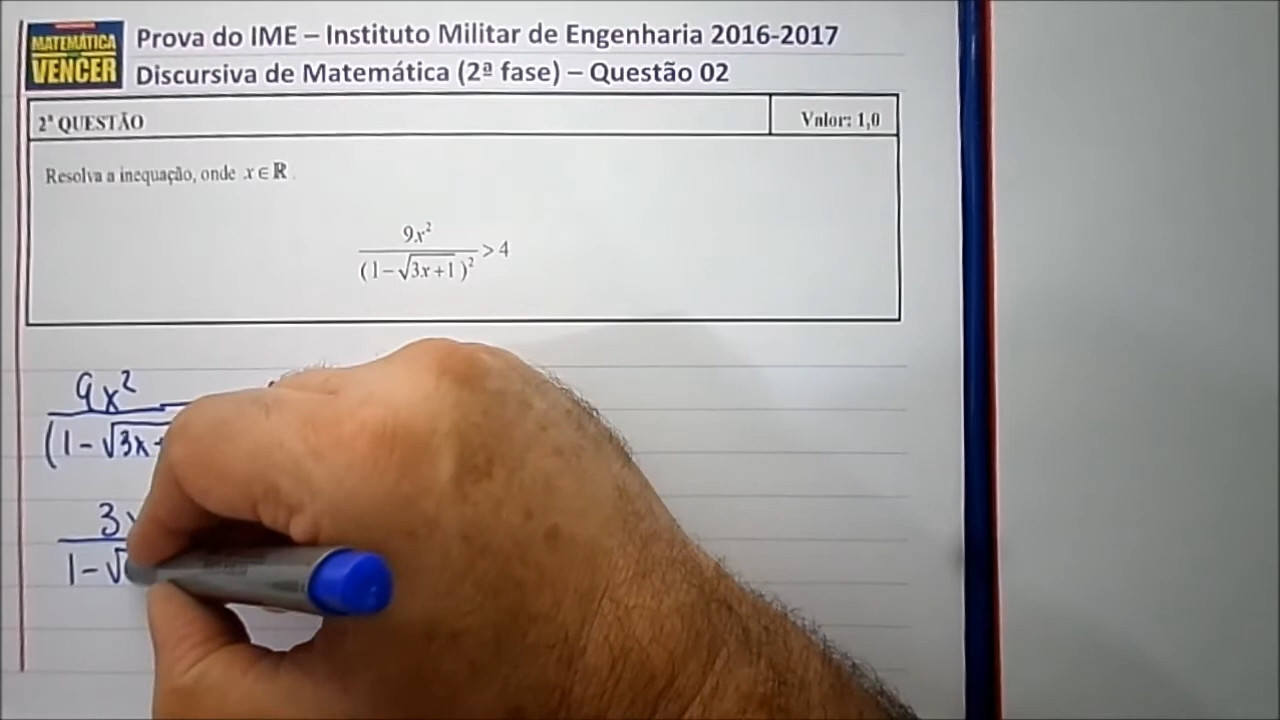 MATEMÁTICA
VENCER
Prova do IME – Instituto Militar de Engenharia 2016-2017
Discursiva de Matemática (2ª fase) – Questão 02
2ª QUESTÃO
Valor: 1,0
Resolva a inequação, onde x ∈ ℝ
9x²
(1−√3x+1)² > 4
9x²
(1-√3x
3
1-√